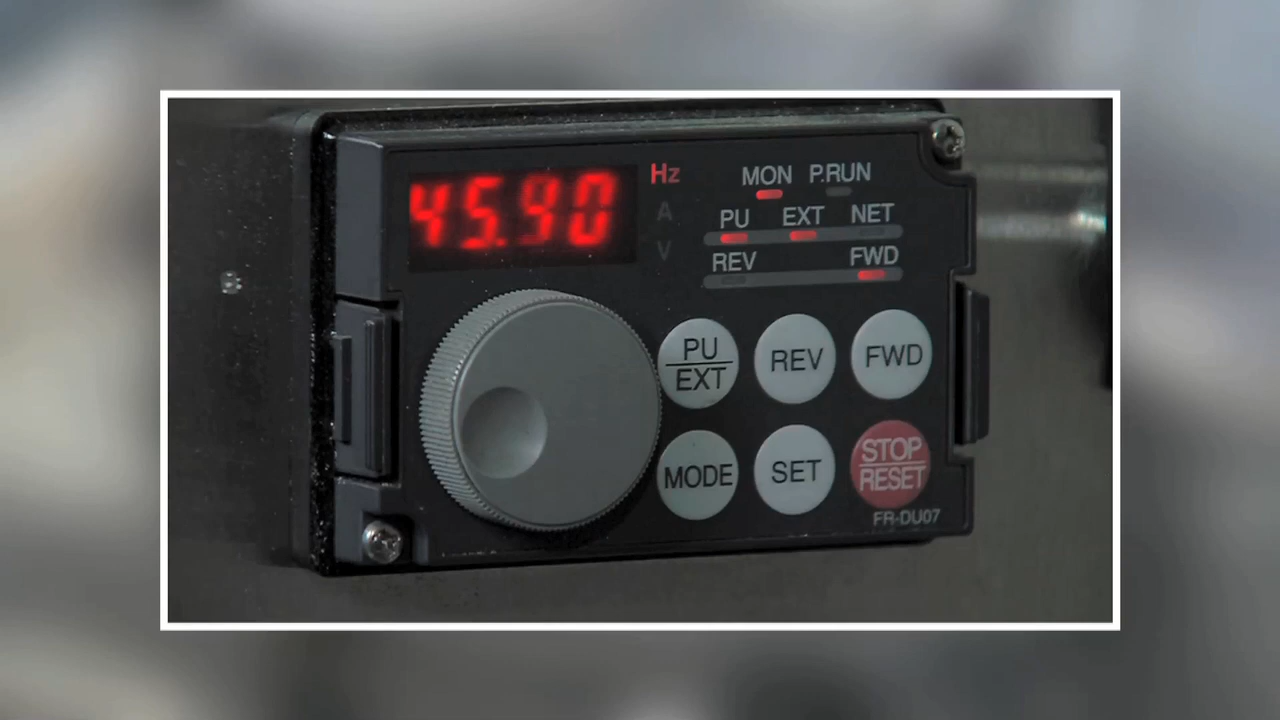 45.90 Hz
A
V
MON P.RUN
PU EXT NET
REV FWD
PU
EXT
REV
FWD
MODE
SET
STOP
RESET
FR-DU07